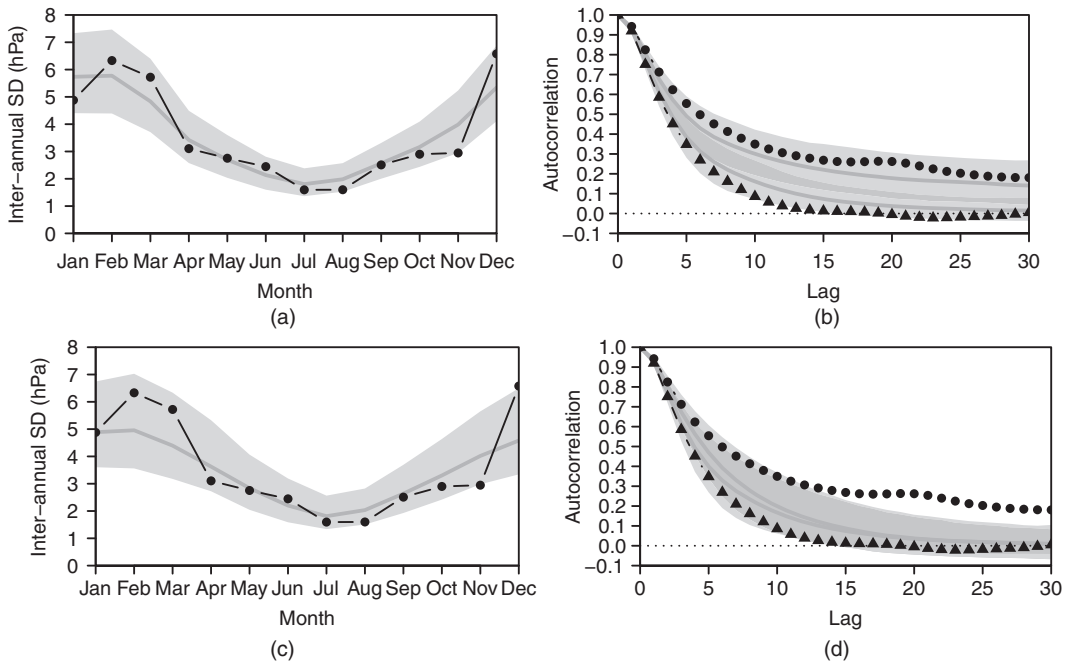 Inter−annual SD (hPa)
8
7
6
5
4
3
2
1
0
Jan Feb Mar Apr May Jun Jul Aug Sep Oct Nov Dec
Month
(a)
Autocorrelation
1.0
0.9
0.8
0.7
0.6
0.5
0.4
0.3
0.2
0.1
0.0
−0.1
0 5 10 15 20 25 30
Lag
(b)
Inter−annual SD (hPa)
8
7
6
5
4
3
2
1
0
Jan Feb Mar Apr May Jun Jul Aug Sep Oct Nov Dec
Month
(c)
Autocorrelation
1.0
0.9
0.8
0.7
0.6
0.5
0.4
0.3
0.2
0.1
0.0
−0.1
0 5 10 15 20 25 30
Lag
(d)